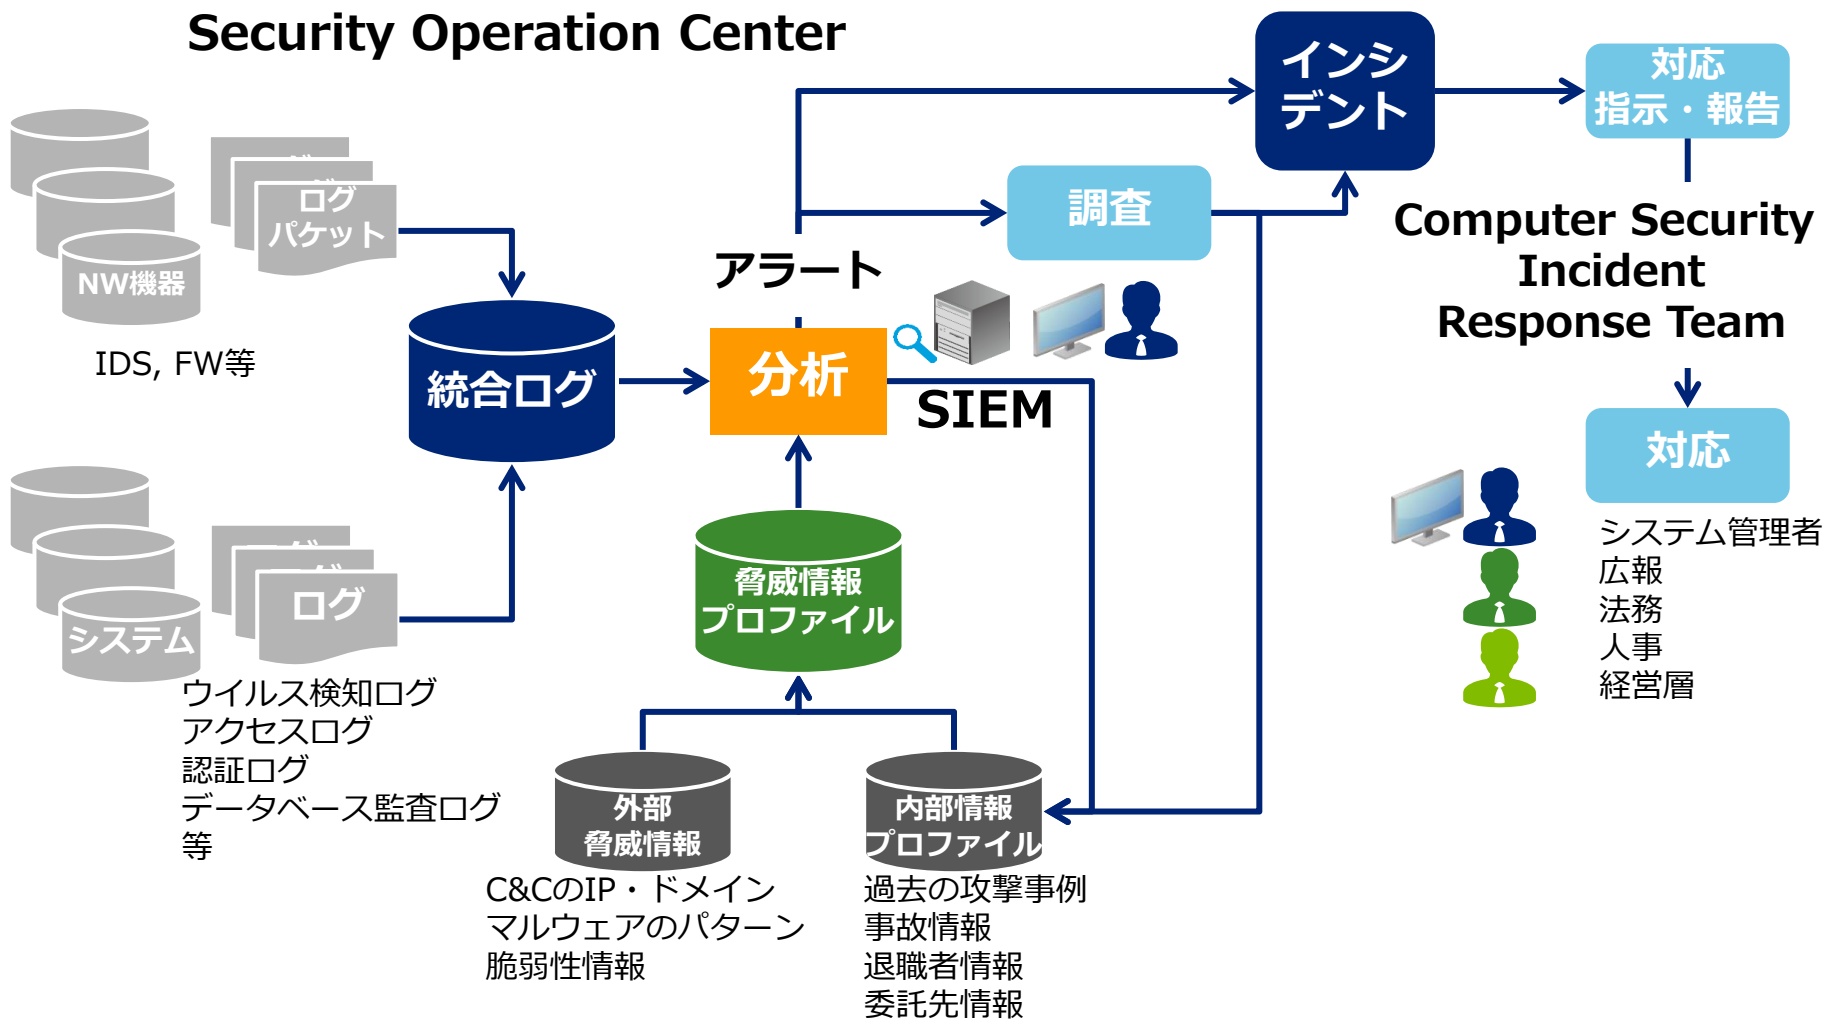 Security Operation Center
インシ
デント
対応
指示・報告
ログ
パケット
NW機器
IDS, FW等
調査
アラート
Computer Security
Incident
Response Team
統合ログ
分析
SIEM
対応
システム管理者
広報
法務
人事
経営層
ログ
システム
ウイルス検知ログ
アクセスログ
認証ログ
データベース監査ログ
等
脅威情報
プロファイル
外部
脅威情報
C&CのIP・ドメイン
マルウェアのパターン
脆弱性情報
内部情報
プロファイル
過去の攻撃事例
事故情報
退職者情報
委託先情報